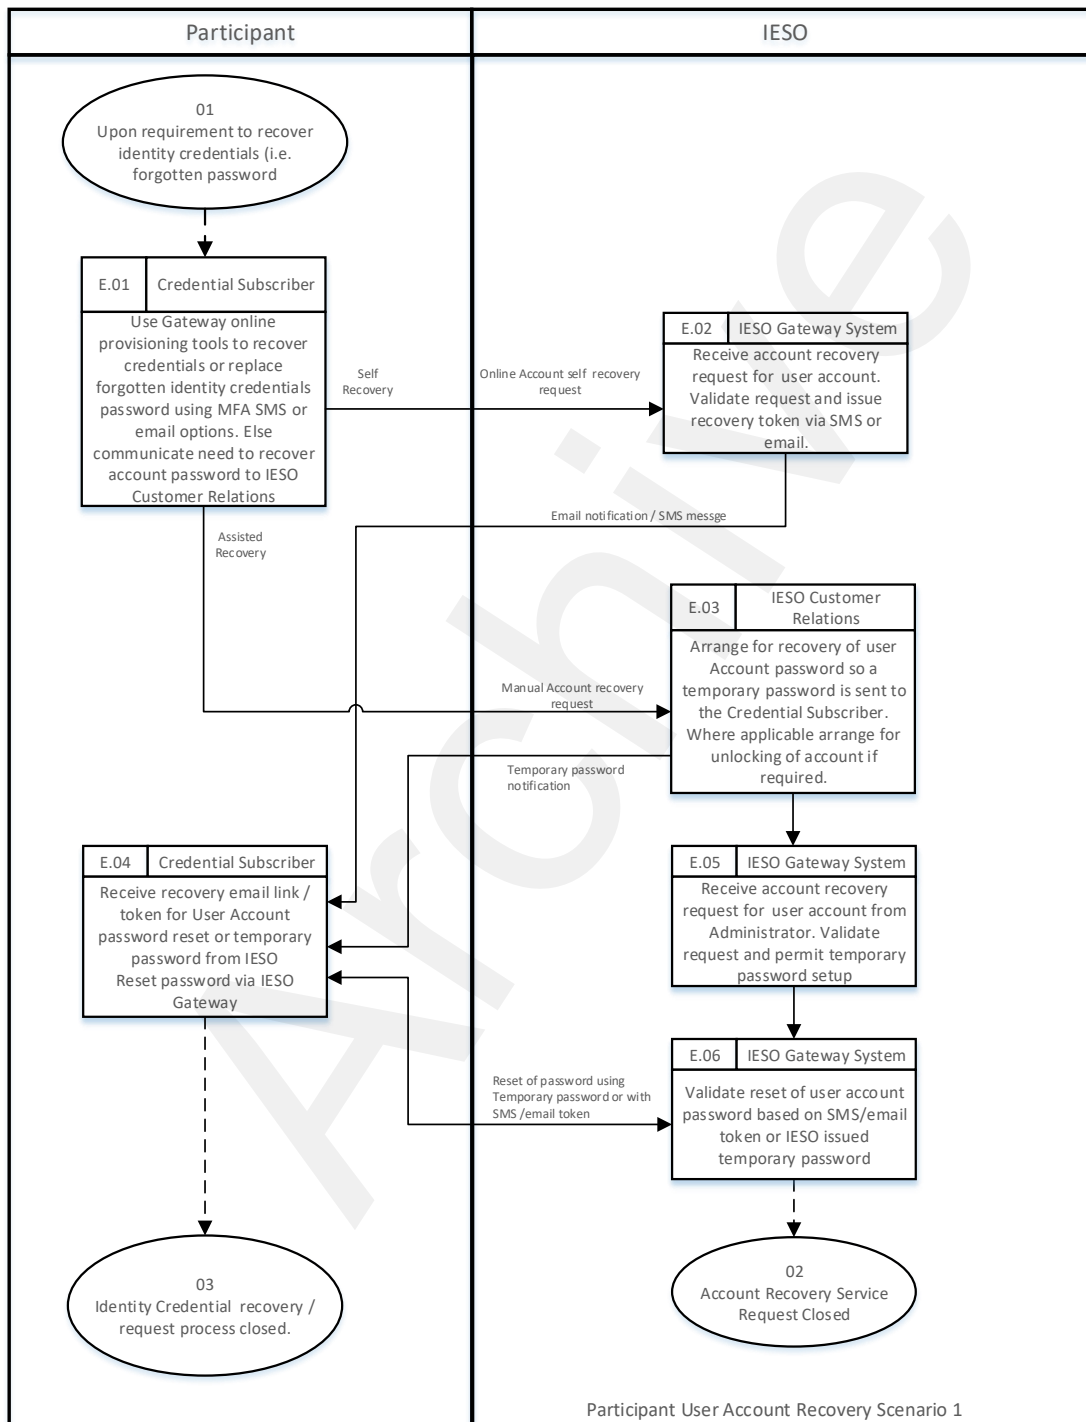 Participant
IESO
01
Upon requirement to recover
identity credentials (i.e.
forgotten password
E.01
Credential Subscriber
Use Gateway online
provisioning tools to recover
credentials or replace
forgotten identity credentials
password using MFA SMS or
email options. Else
communicate need to recover
account password to IESO
Customer Relations
Self
Recovery
Online Account self recovery
request
E.02
IESO Gateway System
Receive account recovery
request for user account.
Validate request and issue
recovery token via SMS or
email.
Email notification / SMS messge
Assisted
Recovery
E.03
IESO Customer
Relations
Arrange for recovery of user
Account password so a
temporary password is sent to
the Credential Subscriber.
Where applicable arrange for
unlocking of account if
required.
Manual Account recovery
request
Temporary password
notification
E.04
Credential Subscriber
Receive recovery email link /
token for User Account
password reset or temporary
password from IESO
Reset password via IESO
Gateway
E.05
IESO Gateway System
Receive account recovery
request for user account from
Administrator. Validate
request and permit temporary
password setup
E.06
IESO Gateway System
Validate reset of user account
password based on SMS/email
token or IESO issued
temporary password
Reset of password using
Temporary password or with
SMS /email token
03
Identity Credential recovery /
request process closed.
02
Account Recovery Service
Request Closed
Participant User Account Recovery Scenario 1
Archive